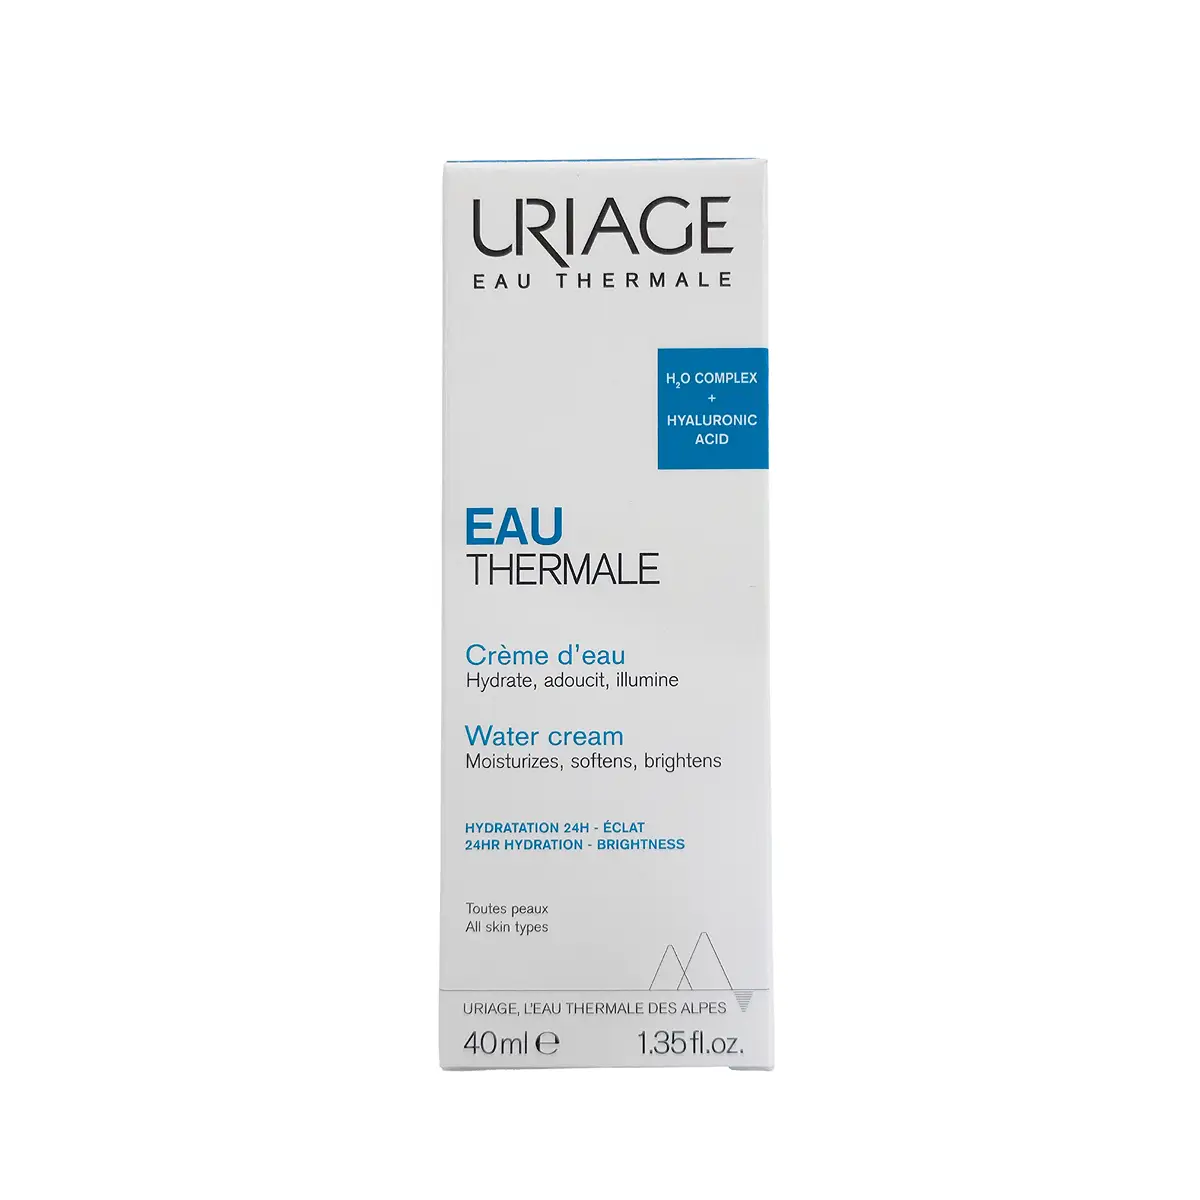 URIAGE
EAU THERMALE
H₂O COMPLEX
+
HYALURONIC
ACID
EAU
THERMALE
Crème d'eau
Hydrate, adoucit, illumine
Water cream
Moisturizes, softens, brightens
HYDRATATION 24H - ÉCLAT
24HR HYDRATION - BRIGHTNESS
Toutes peaux
All skin types
URIAGE, L'EAU THERMALE DES ALPES
40ml ℮ 1.35fl.oz.